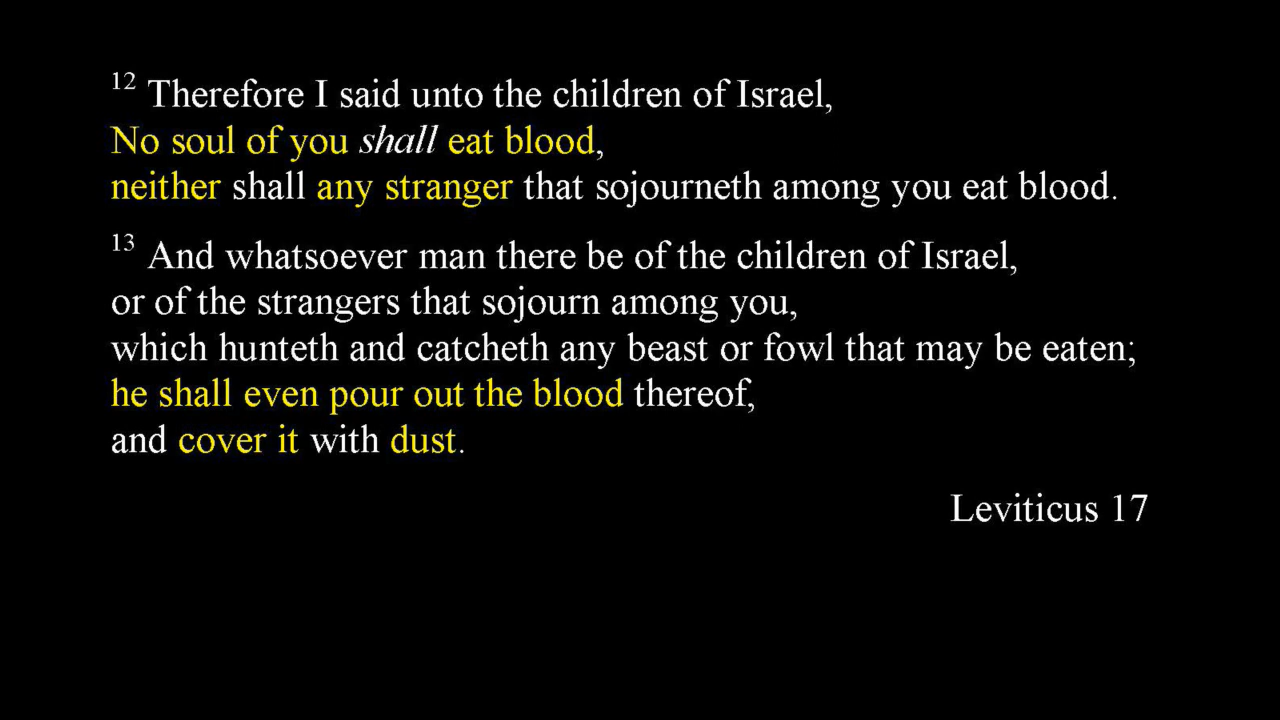 12 Therefore I said unto the children of Israel,
No soul of you shall eat blood,
neither shall any stranger that sojourneth among you eat blood.
13 And whatsoever man there be of the children of Israel,
or of the strangers that sojourn among you,
which hunteth and catcheth any beast or fowl that may be eaten;
he shall even pour out the blood thereof,
and cover it with dust.
Leviticus 17